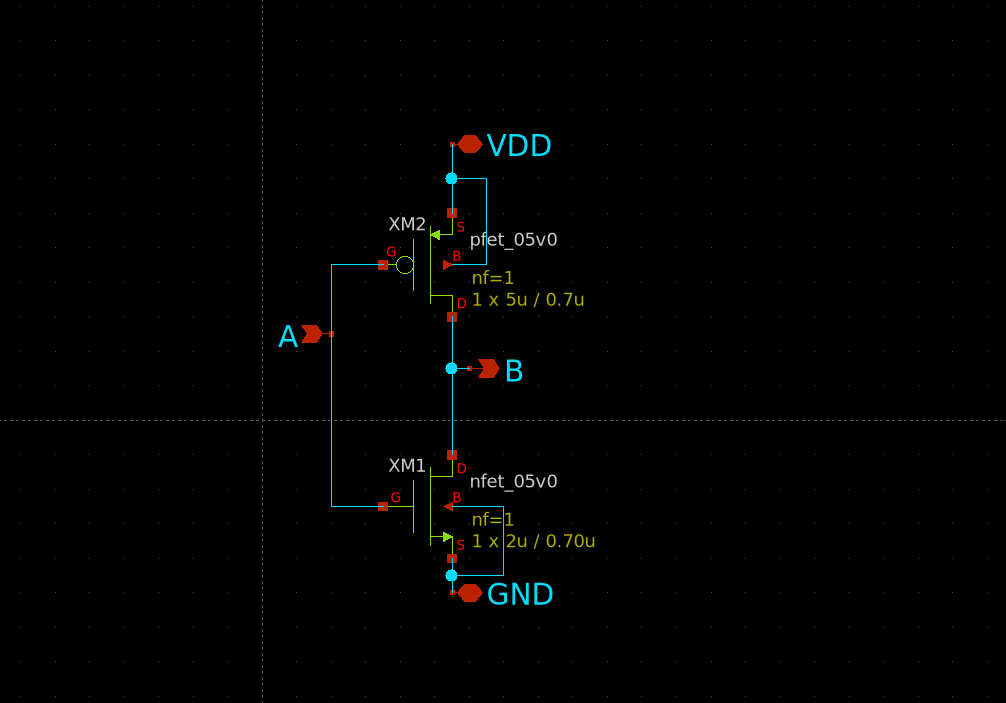 VDD
XM2
S
pfet_05v0
G
B
nf=1
1 x 5u / 0.7u
D
A
B
XM1
D
nfet_05v0
G
B
nf=1
1 x 2u / 0.70u
S
GND